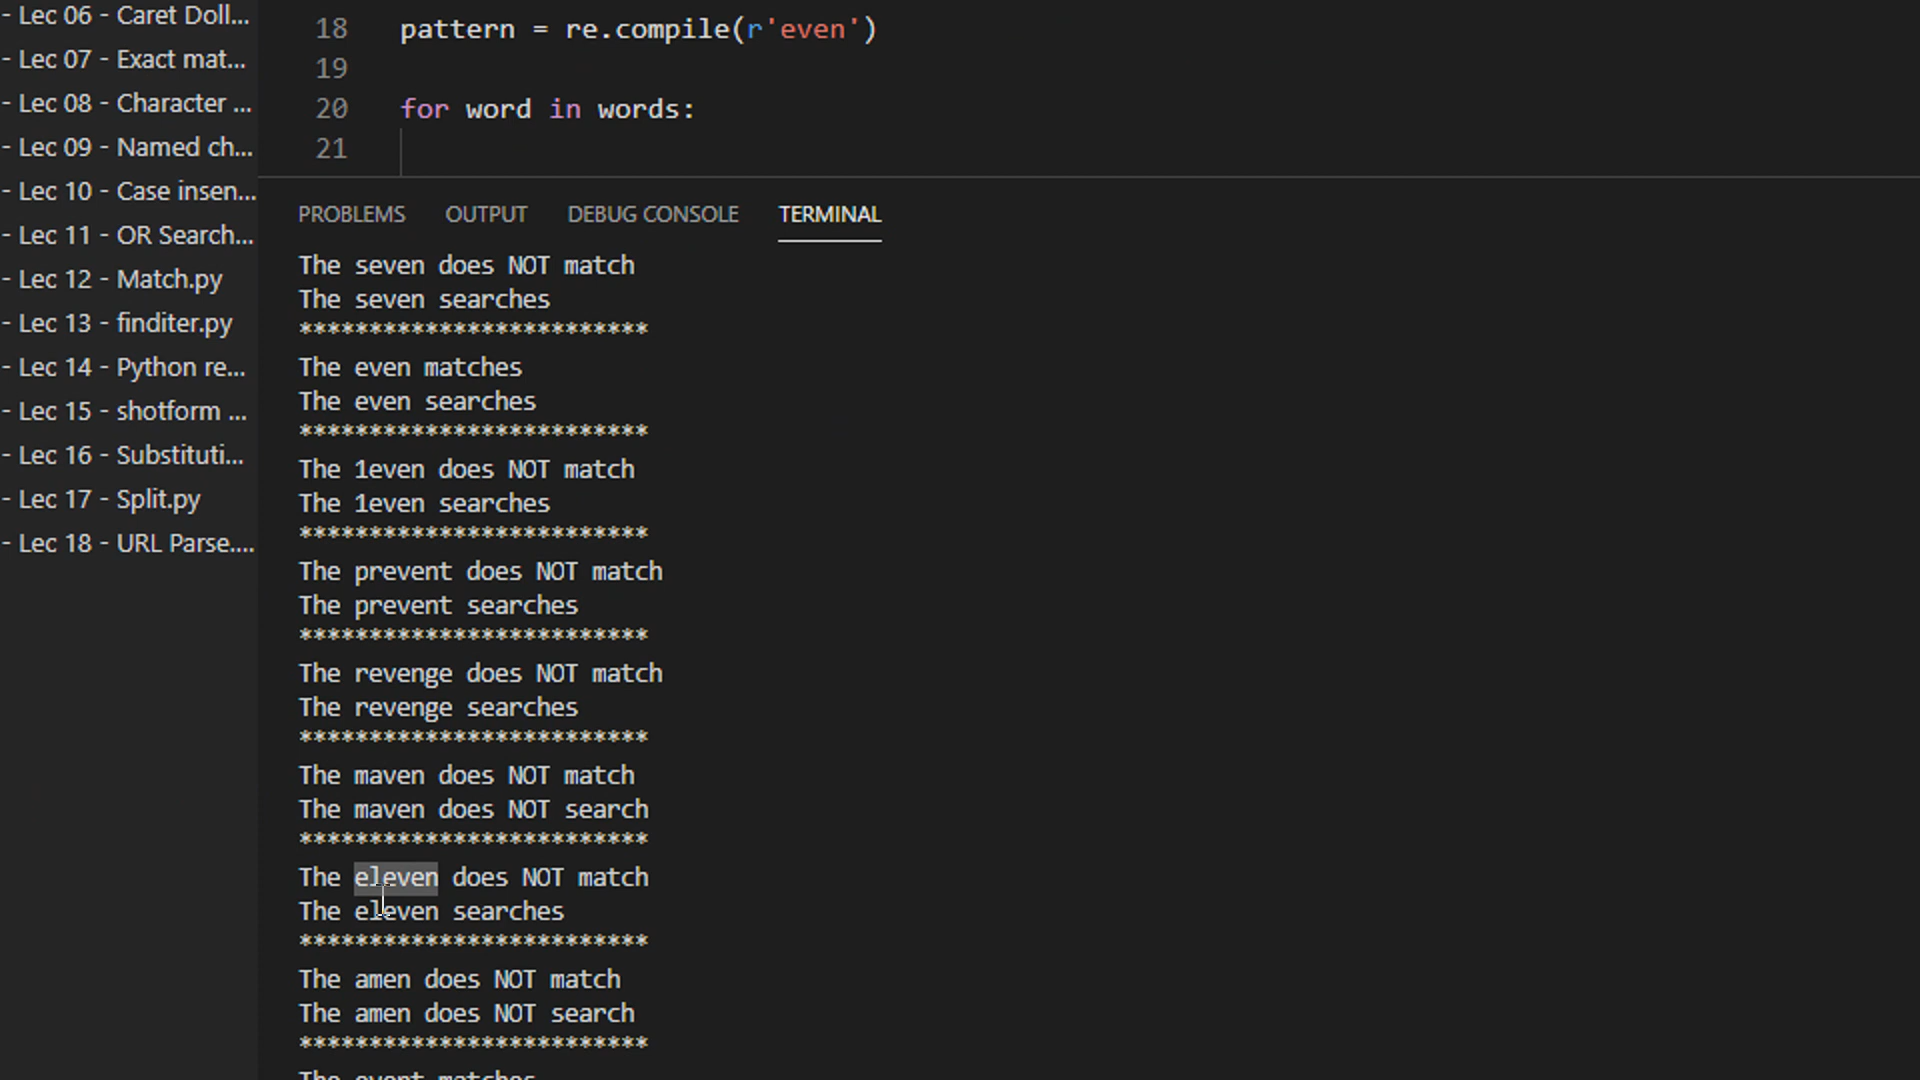 - Lec 06 - Caret Doll...
- Lec 07 - Exact mat...
- Lec 08 - Character ...
- Lec 09 - Named ch...
- Lec 10 - Case insen...
- Lec 11 - OR Search...
- Lec 12 - Match.py
- Lec 13 - finditer.py
- Lec 14 - Python re...
- Lec 15 - shotform ...
- Lec 16 - Substituti...
- Lec 17 - Split.py
- Lec 18 - URL Parse....
18 pattern = re.compile(r'even')
19
20 for word in words:
21
PROBLEMS OUTPUT DEBUG CONSOLE TERMINAL
The seven does NOT match
The seven searches
*************************
The even matches
The even searches
*************************
The 1even does NOT match
The 1even searches
*************************
The prevent does NOT match
The prevent searches
*************************
The revenge does NOT match
The revenge searches
*************************
The maven does NOT match
The maven does NOT search
*************************
The eleven does NOT match
The eleven searches
*************************
The amen does NOT match
The amen does NOT search
*************************
The event matches